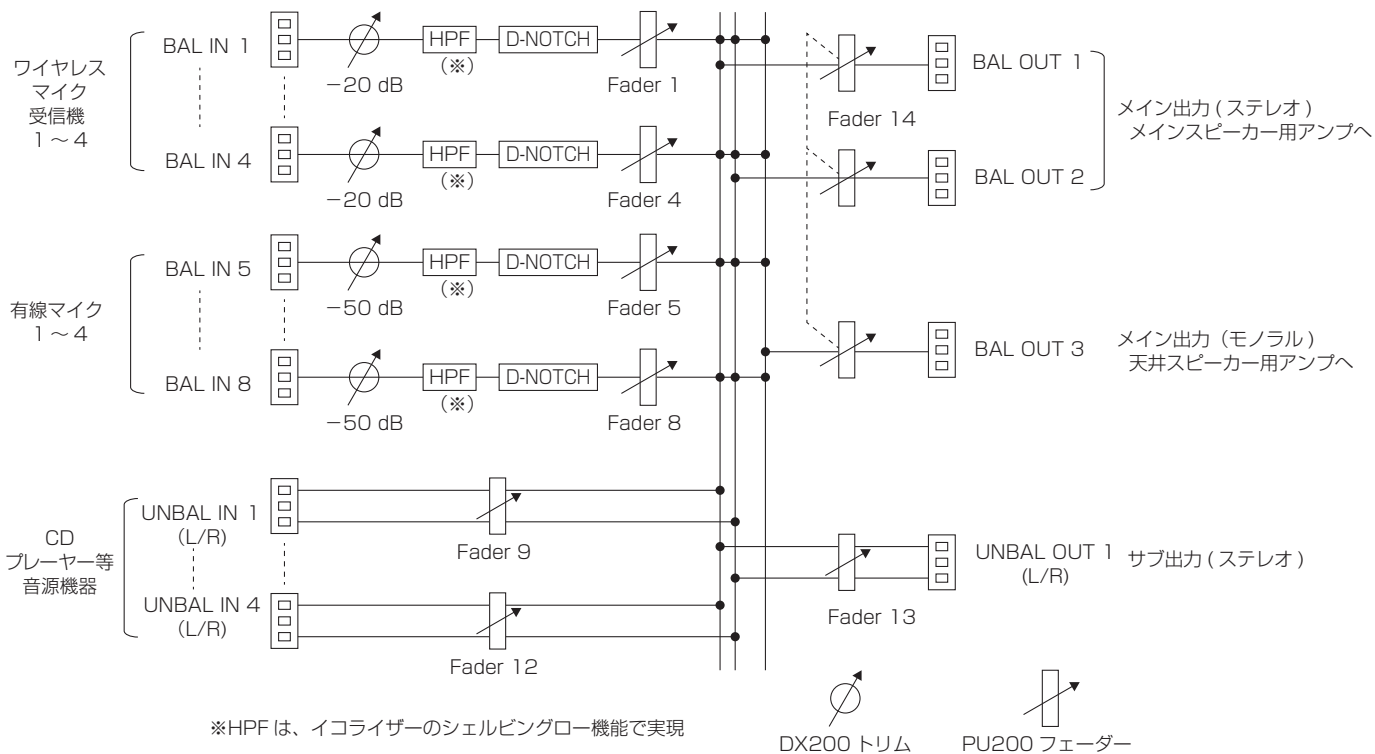 ワイヤレス
マイク
受信機
1～4
BAL IN 1
−20 dB
HPF
(※)
D-NOTCH
Fader 1
BAL IN 4
−20 dB
HPF
(※)
D-NOTCH
Fader 4
有線マイク
1～4
BAL IN 5
−50 dB
HPF
(※)
D-NOTCH
Fader 5
BAL IN 8
−50 dB
HPF
(※)
D-NOTCH
Fader 8
CD
プレーヤー等
音源機器
UNBAL IN 1
(L/R)
Fader 9
UNBAL IN 4
(L/R)
Fader 12
Fader 14
BAL OUT 1
BAL OUT 2
メイン出力 ( ステレオ )
メインスピーカー用アンプへ
BAL OUT 3
メイン出力（モノラル )
天井スピーカー用アンプへ
Fader 13
UNBAL OUT 1
(L/R)
サブ出力 ( ステレオ )
※HPF は、イコライザーのシェルビングロー機能で実現
DX200 トリム
PU200 フェーダー